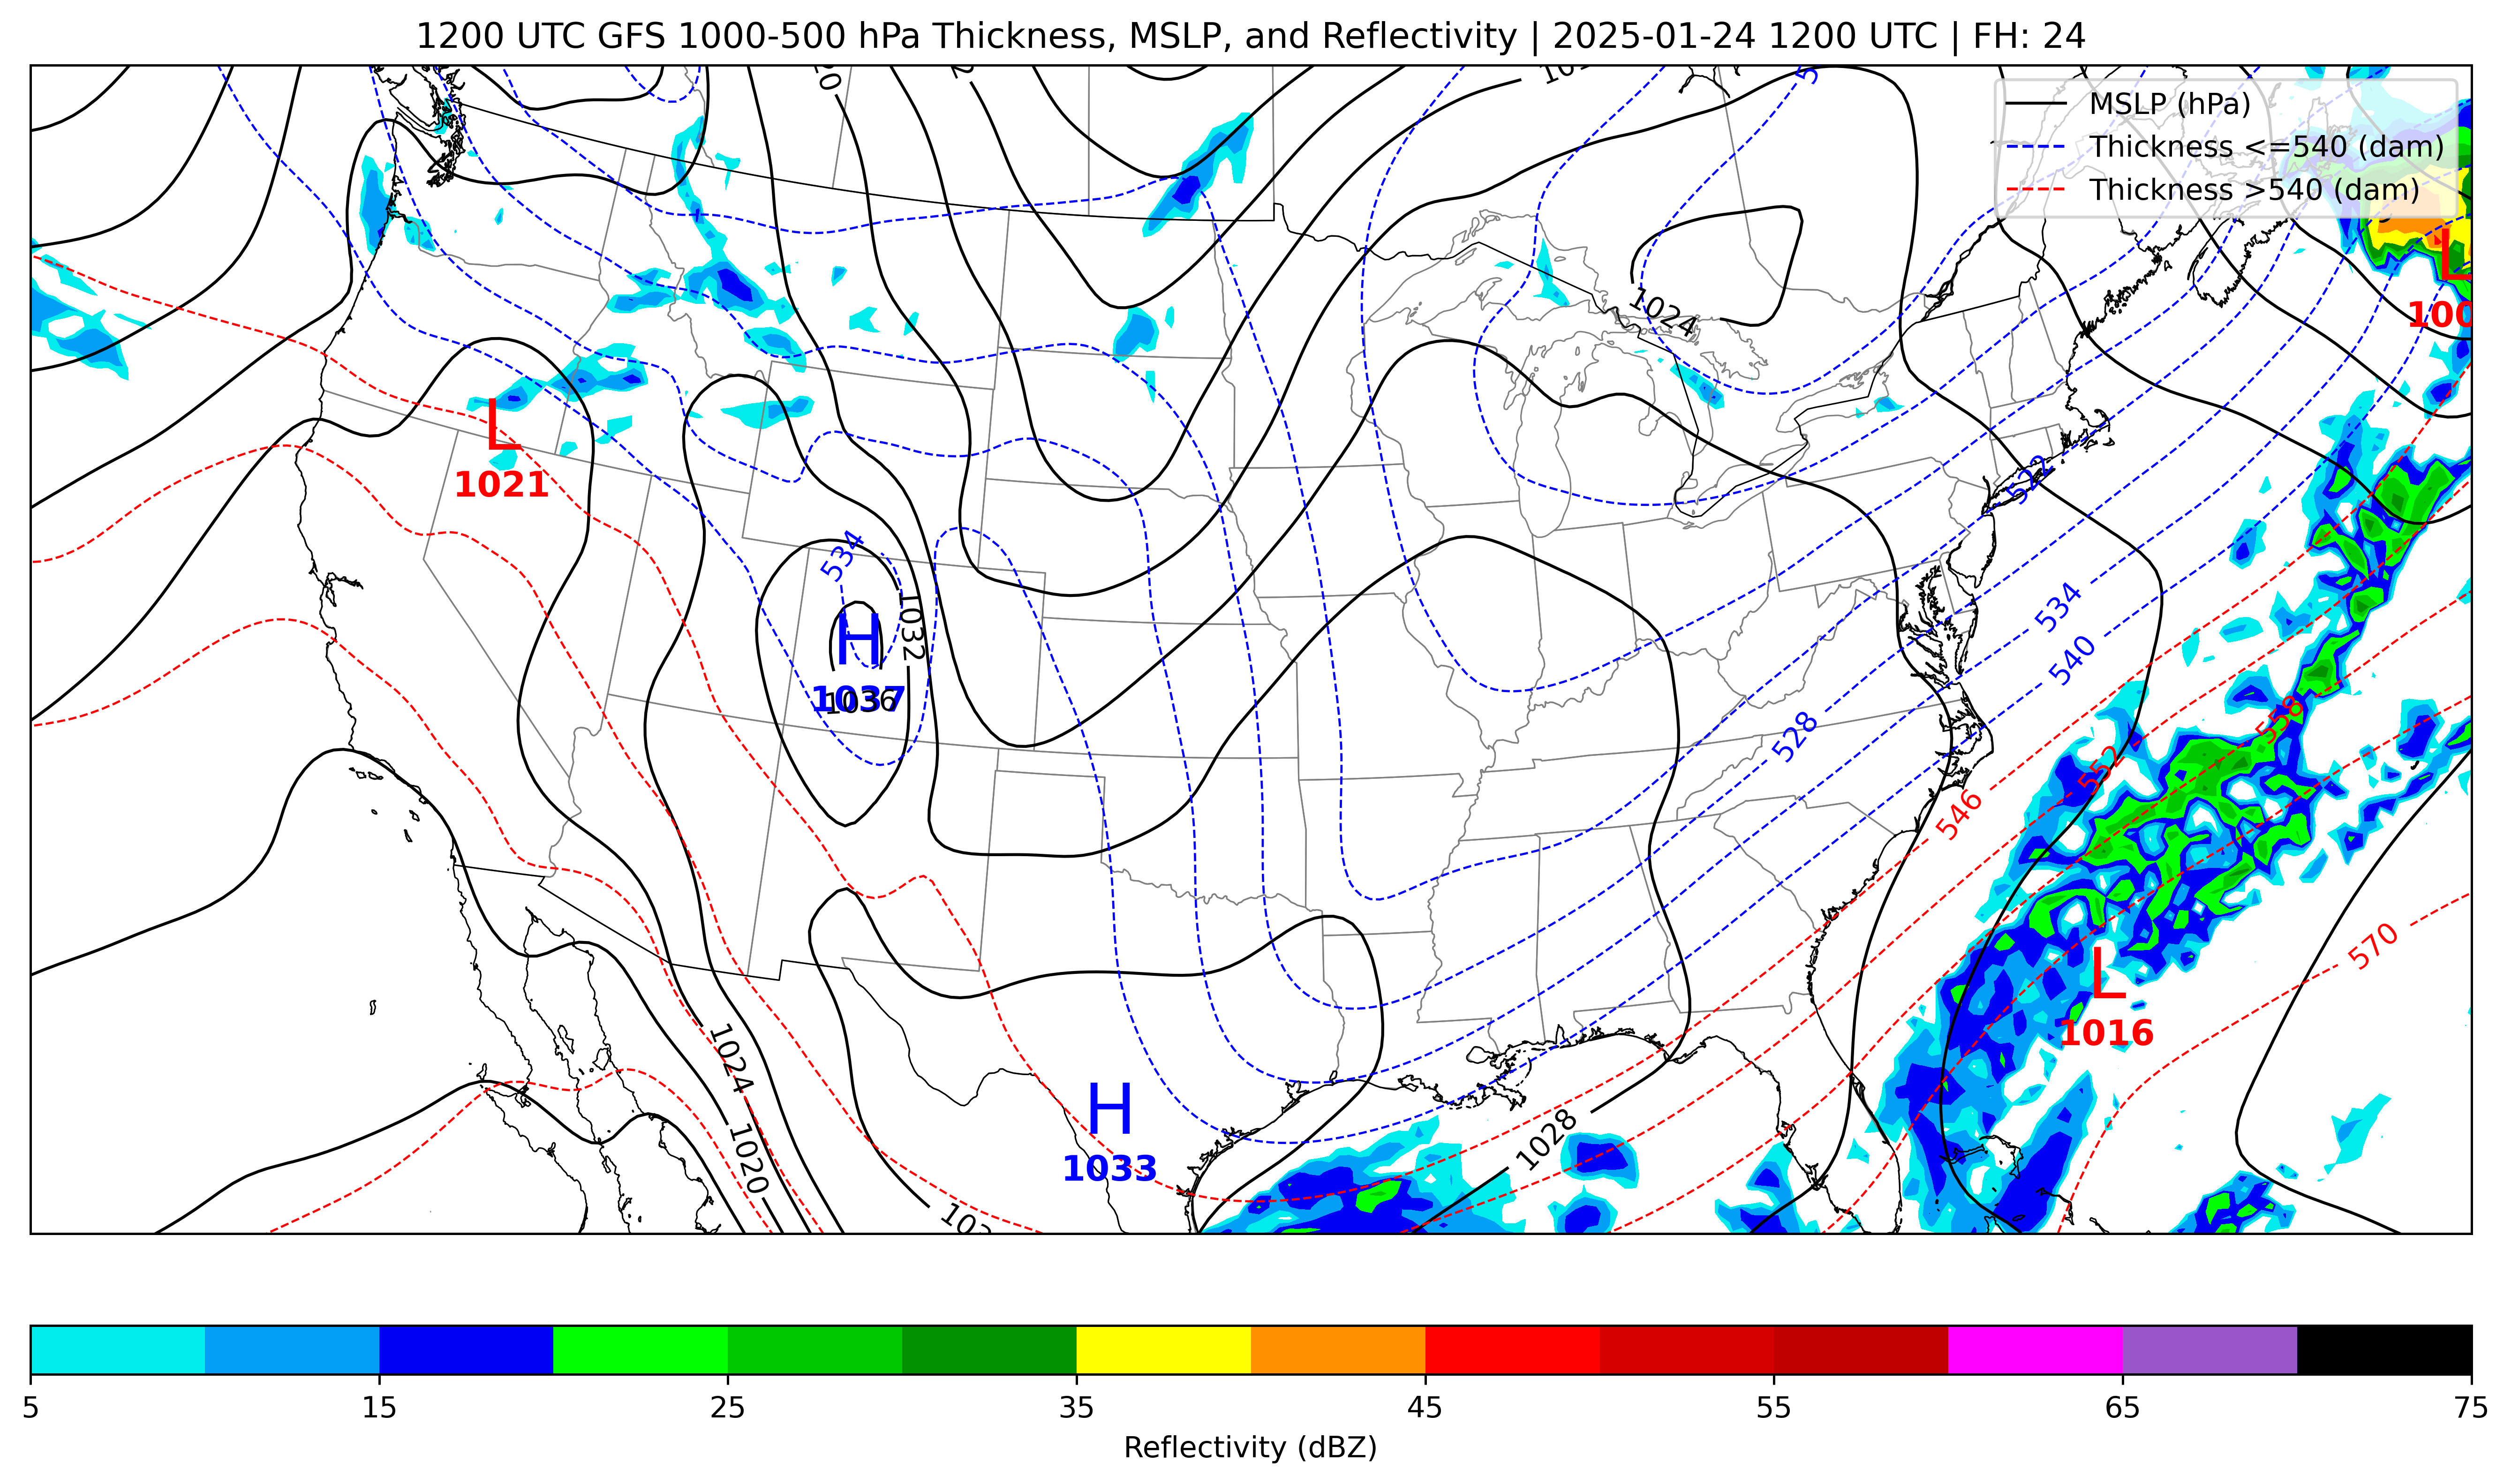 1200 UTC GFS 1000-500 hPa Thickness, MSLP, and Reflectivity | 2025-01-24 1200 UTC | FH: 24
MSLP (hPa)
Thickness <=540 (dam)
Thickness >540 (dam)
L
100
1024
L
1021
522
534
1032
H
1037
1036
534
540
528
558
552
546
570
L
1016
1024
1020
H
1033
1028
5 15 25 35 45 55 65 75
Reflectivity (dBZ)